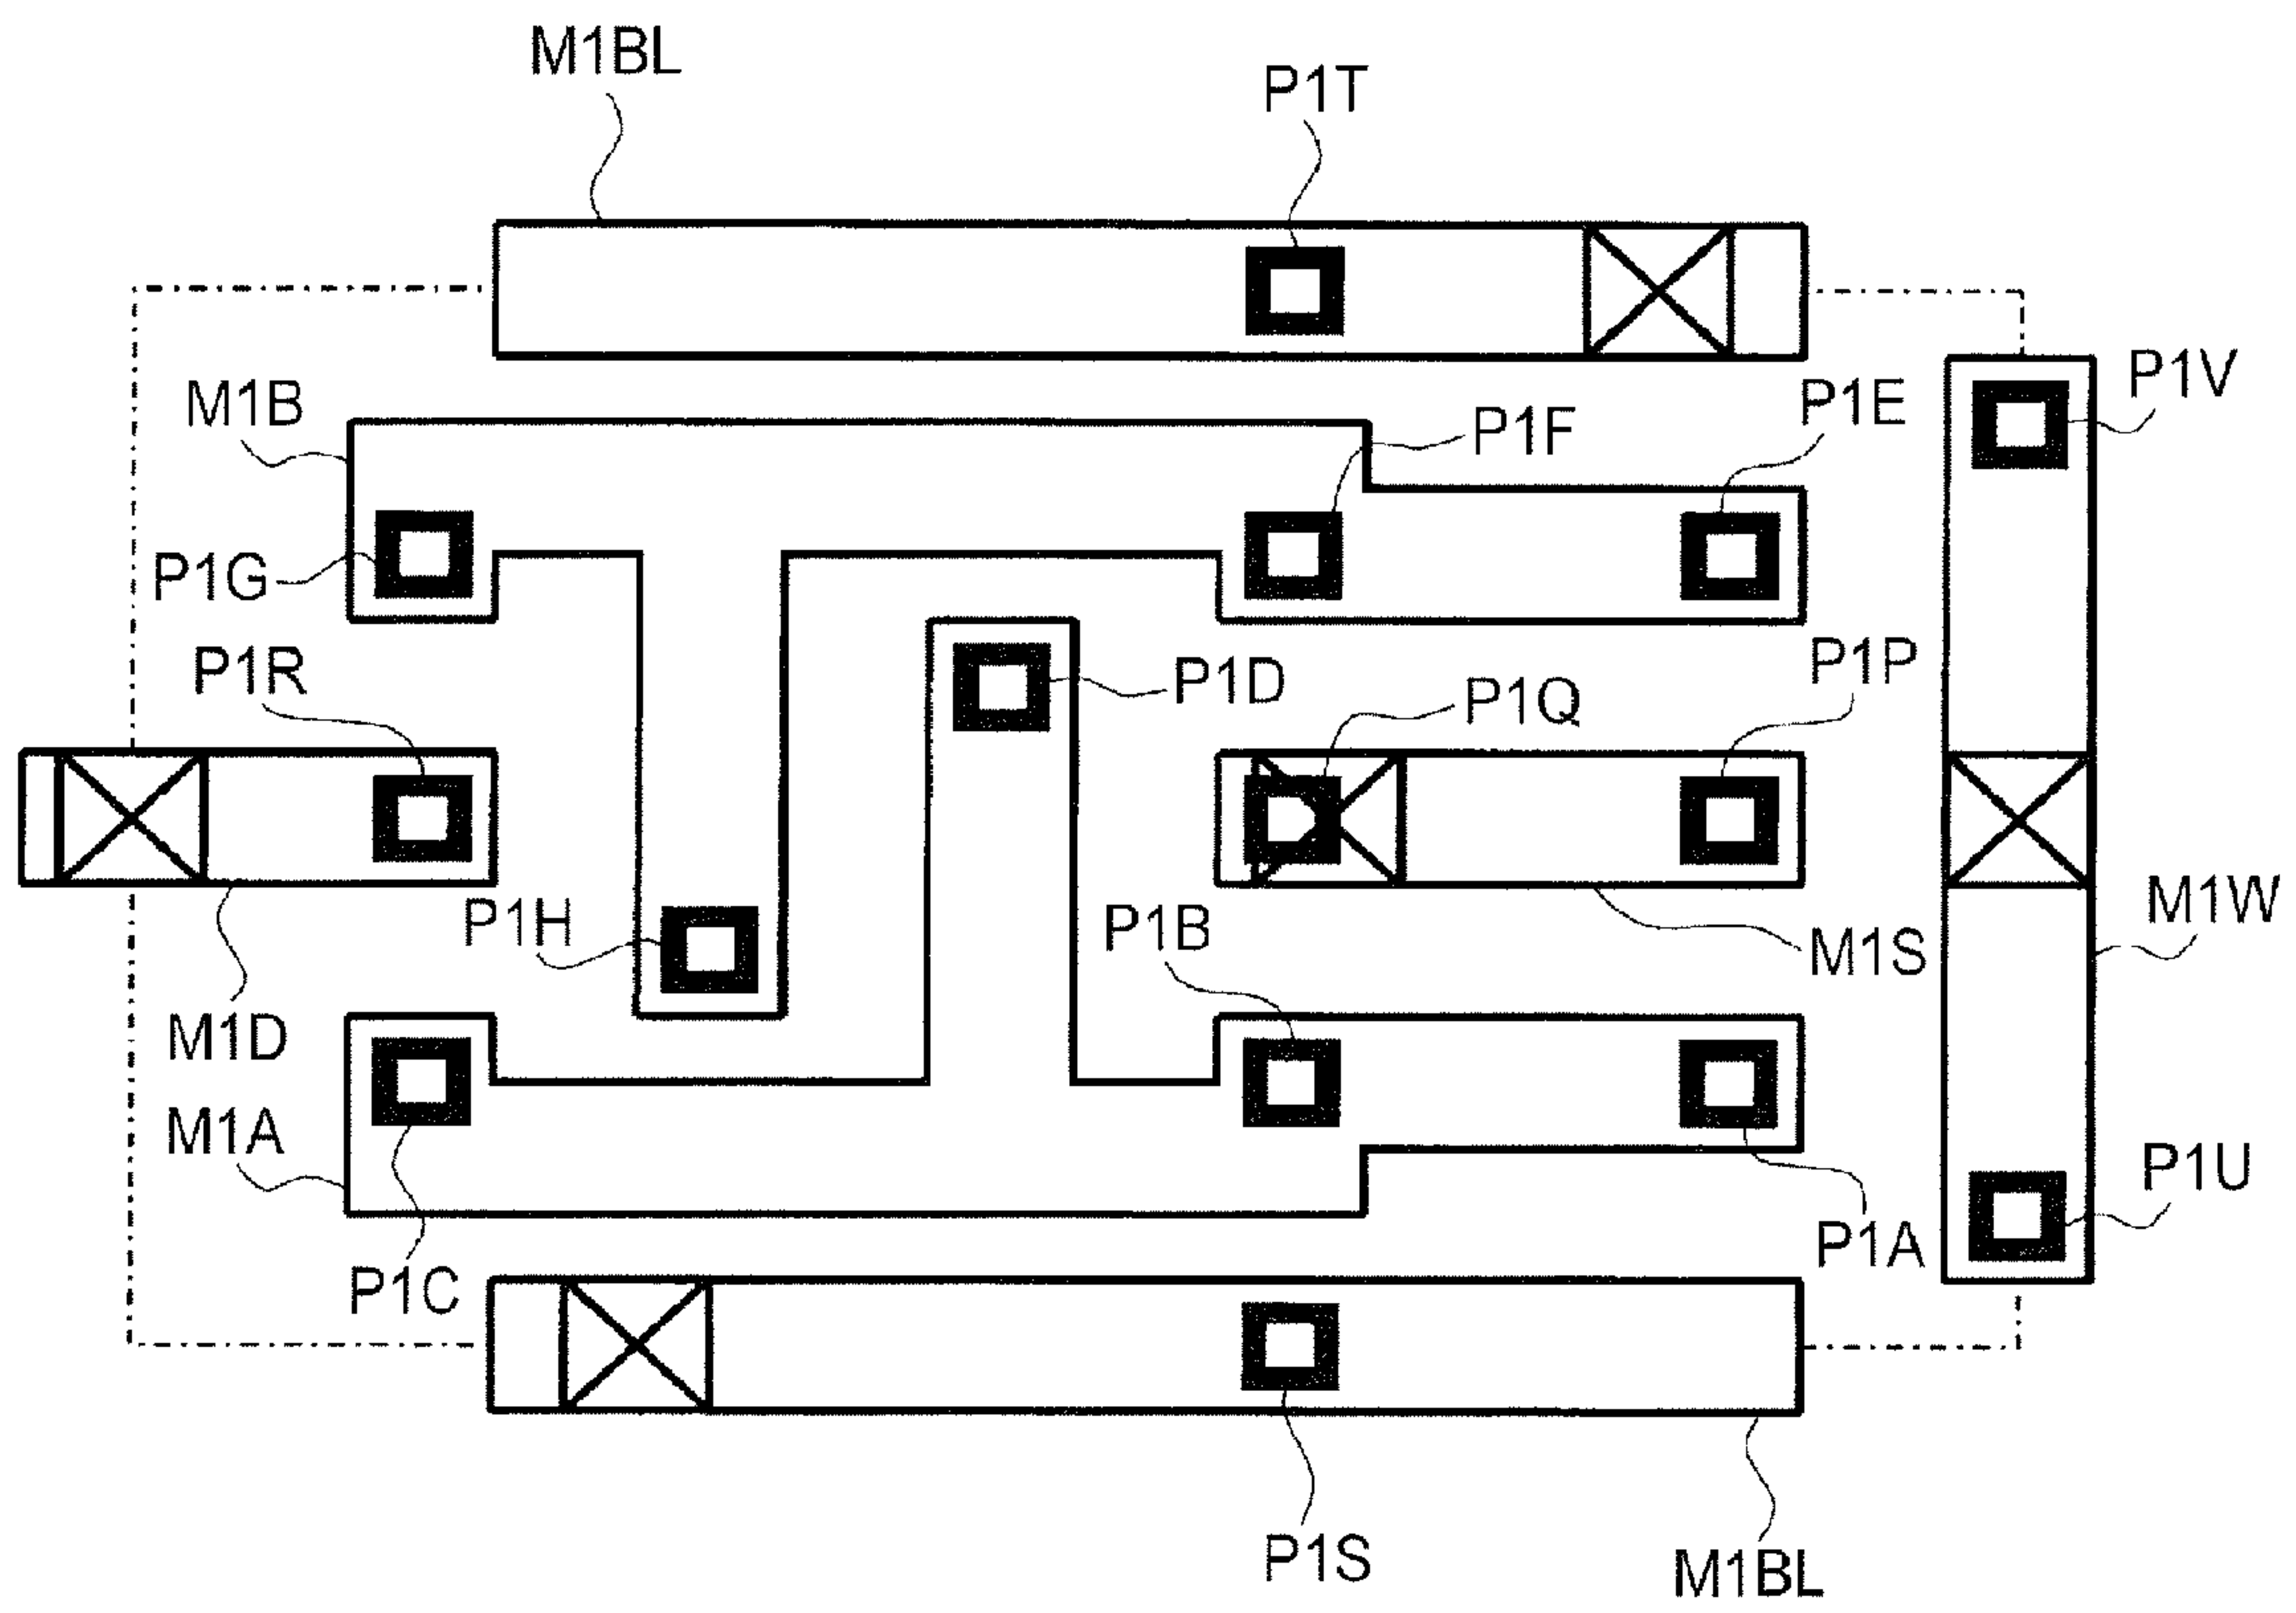 M1BL
P1T
P1V
M1B
P1E
P1F
P1G
P1R
P1P
P1D
P1Q
P1H
P1B
M1W
M1S
M1D
M1A
P1U
P1A
P1C
P1S
M1BL